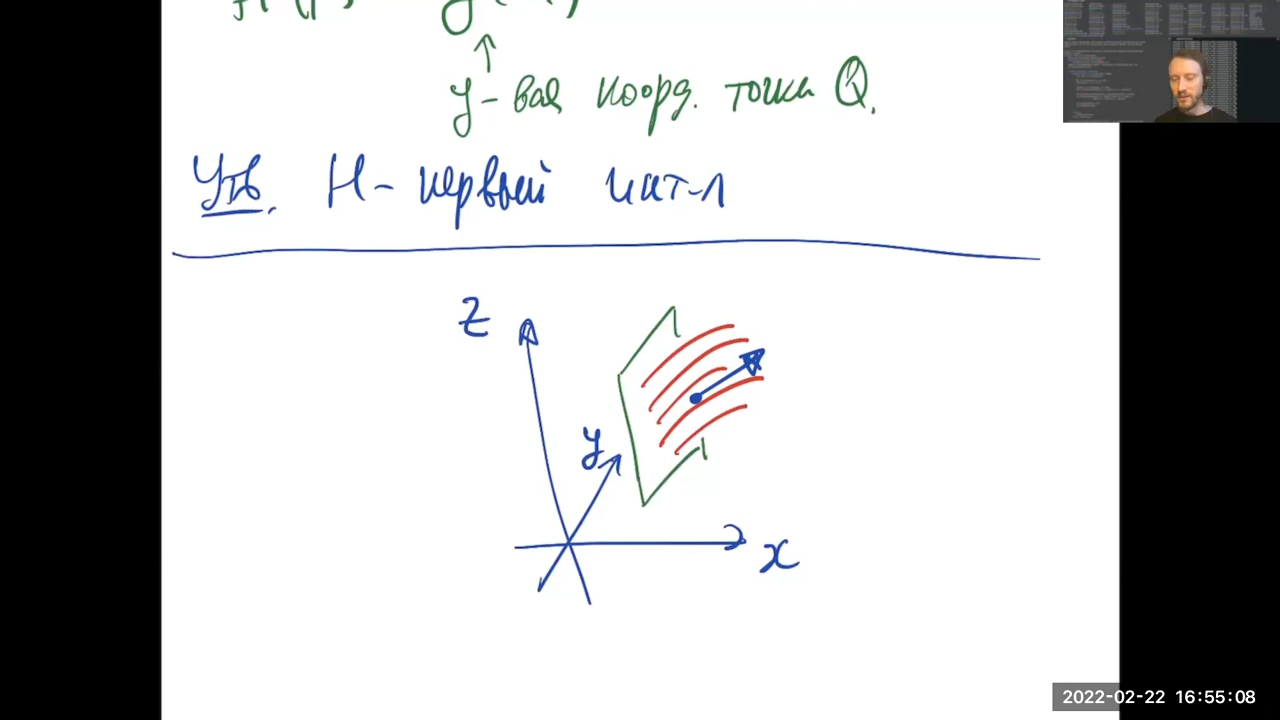 y-вая коорд. точки Q.
Утв. H - первый инт-л
z
y
x
2022-02-22 16:55:08